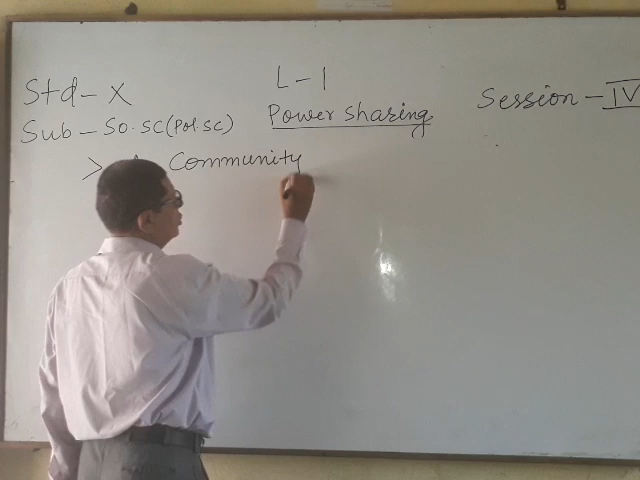 Std - X
L - 1
Session - IV
Sub - So. Sc (Pol. Sc)
Power Sharing
> Community